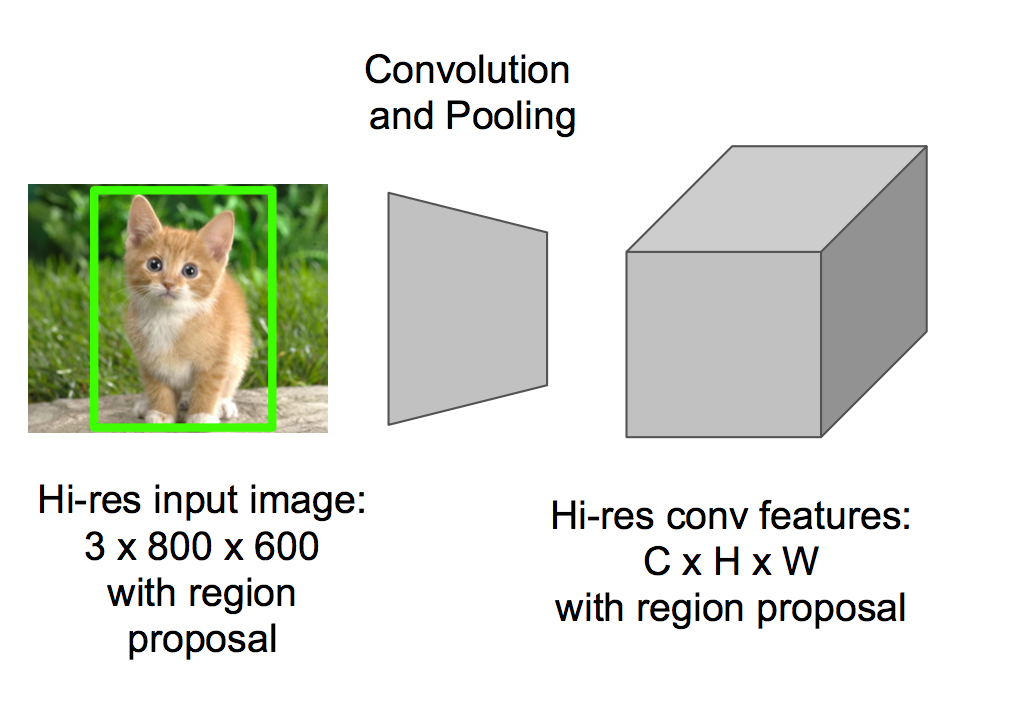 Convolution
and Pooling
Hi-res input image:
3 x 800 x 600
with region
proposal
Hi-res conv features:
C x H x W
with region proposal